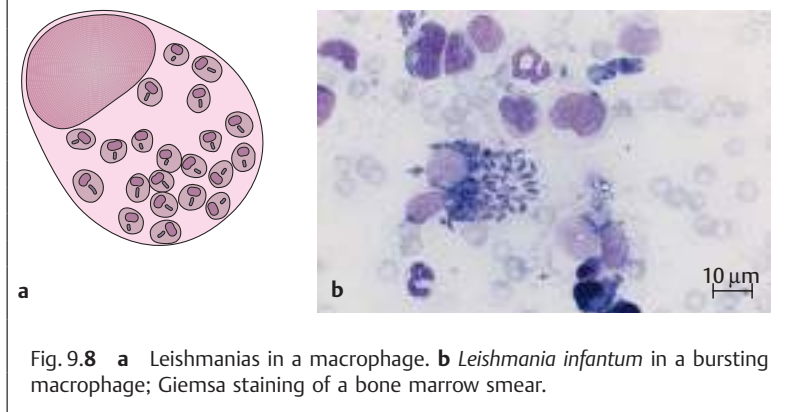 a
b
10 µm
Fig. 9.8 a Leishmanias in a macrophage. b Leishmania infantum in a bursting
macrophage; Giemsa staining of a bone marrow smear.